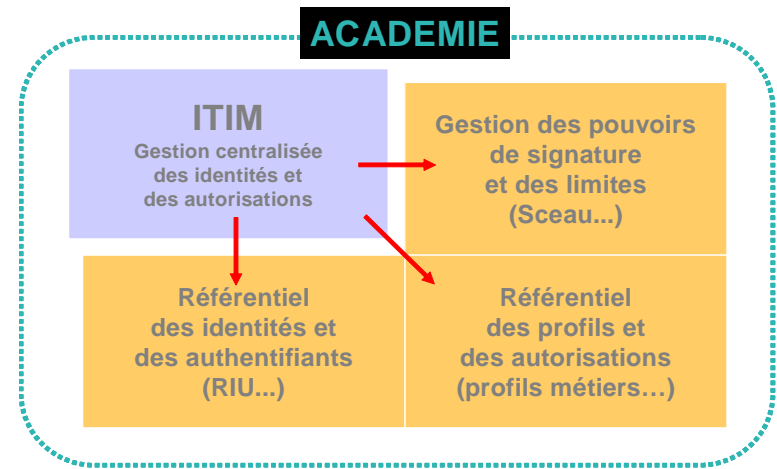 ACADEMIE
ITIM
Gestion centralisée
des identités et
des autorisations
Gestion des pouvoirs
de signature
et des limites
(Sceau...)
Référentiel
des identités et
des authentifiants
(RIU...)
Référentiel
des profils et
des autorisations
(profils métiers…)